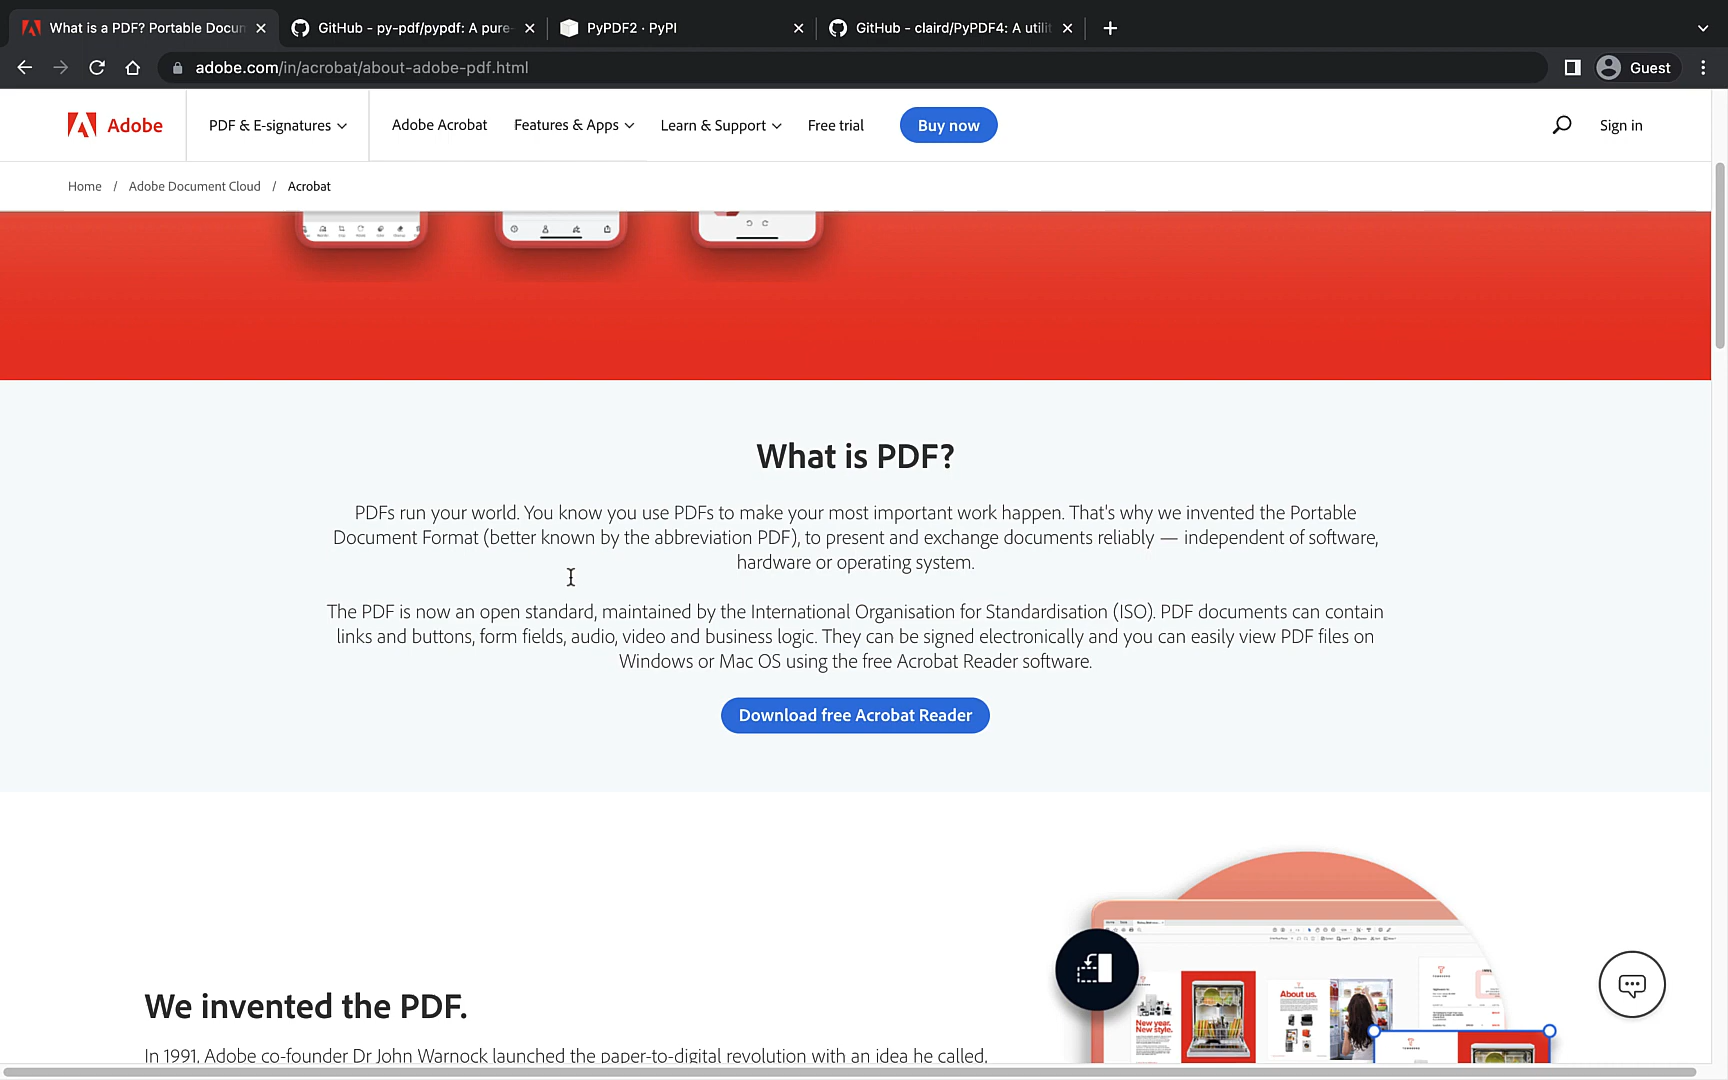 What is a PDF? Portable Docun
GitHub - py-pdf/pypdf: A pure-
PyPDF2 · PyPI
GitHub - claird/PyPDF4: A utili
adobe.com/in/acrobat/about-adobe-pdf.html
Guest
Adobe
PDF & E-signatures
Adobe Acrobat
Features & Apps
Learn & Support
Free trial
Buy now
Sign in
Home / Adobe Document Cloud / Acrobat
What is PDF?
PDFs run your world. You know you use PDFs to make your most important work happen. That's why we invented the Portable
Document Format (better known by the abbreviation PDF), to present and exchange documents reliably — independent of software,
hardware or operating system.
The PDF is now an open standard, maintained by the International Organisation for Standardisation (ISO). PDF documents can contain
links and buttons, form fields, audio, video and business logic. They can be signed electronically and you can easily view PDF files on
Windows or Mac OS using the free Acrobat Reader software.
Download free Acrobat Reader
We invented the PDF.
In 1991, Adobe co-founder Dr John Warnock launched the paper-to-digital revolution with an idea he called,
About us.
New year.
New style.